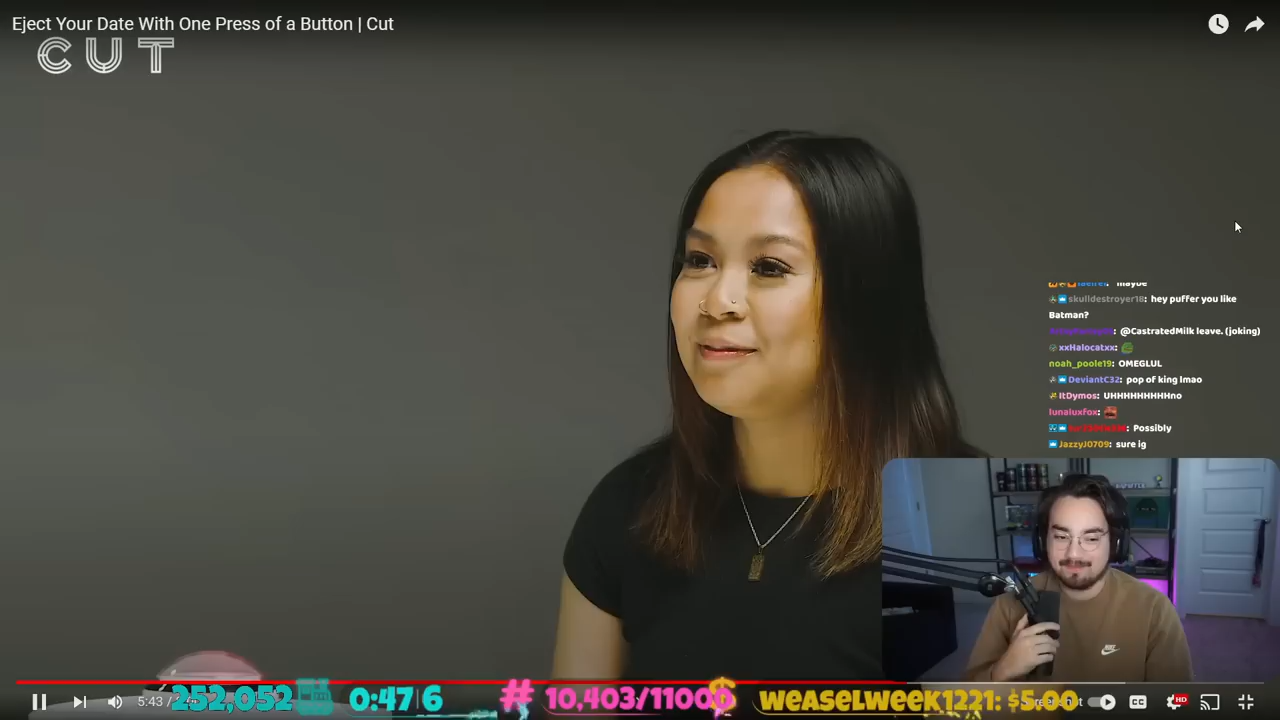 Eject Your Date With One Press of a Button | Cut
CUT
maybe
skulldestroyer18: hey puffer you like
Batman?
@CastratedMilk leave. (joking)
xxHalocatxx:
noah_poole19: OMEGLUL
DeviantC32: pop of king lmao
ItDymos: UHHHHHHHHHno
lunaluxfox:
Possibly
JazzyJ0709: sure ig
5:43 /
252,052
0:47
6
# 10,403/11000
weaselweek1221: $5.00
HD